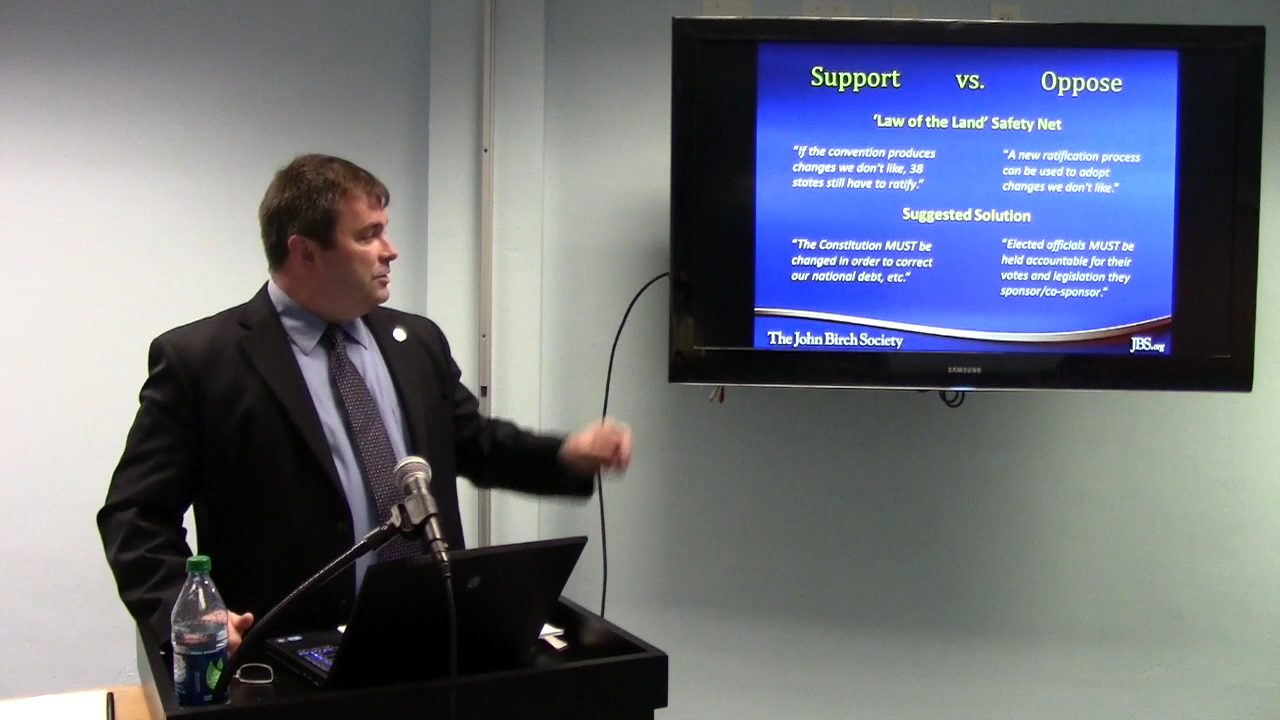 Support vs. Oppose
‘Law of the Land’ Safety Net
"If the convention produces
changes we don't like, 38
states still have to ratify."
"A new ratification process
can be used to adopt
changes we don't like."
Suggested Solution
"The Constitution MUST be
changed in order to correct
our national debt, etc."
"Elected officials MUST be
held accountable for their
votes and legislation they
sponsor/co-sponsor."
The John Birch Society
JBS.org
SAMSUNG
hp